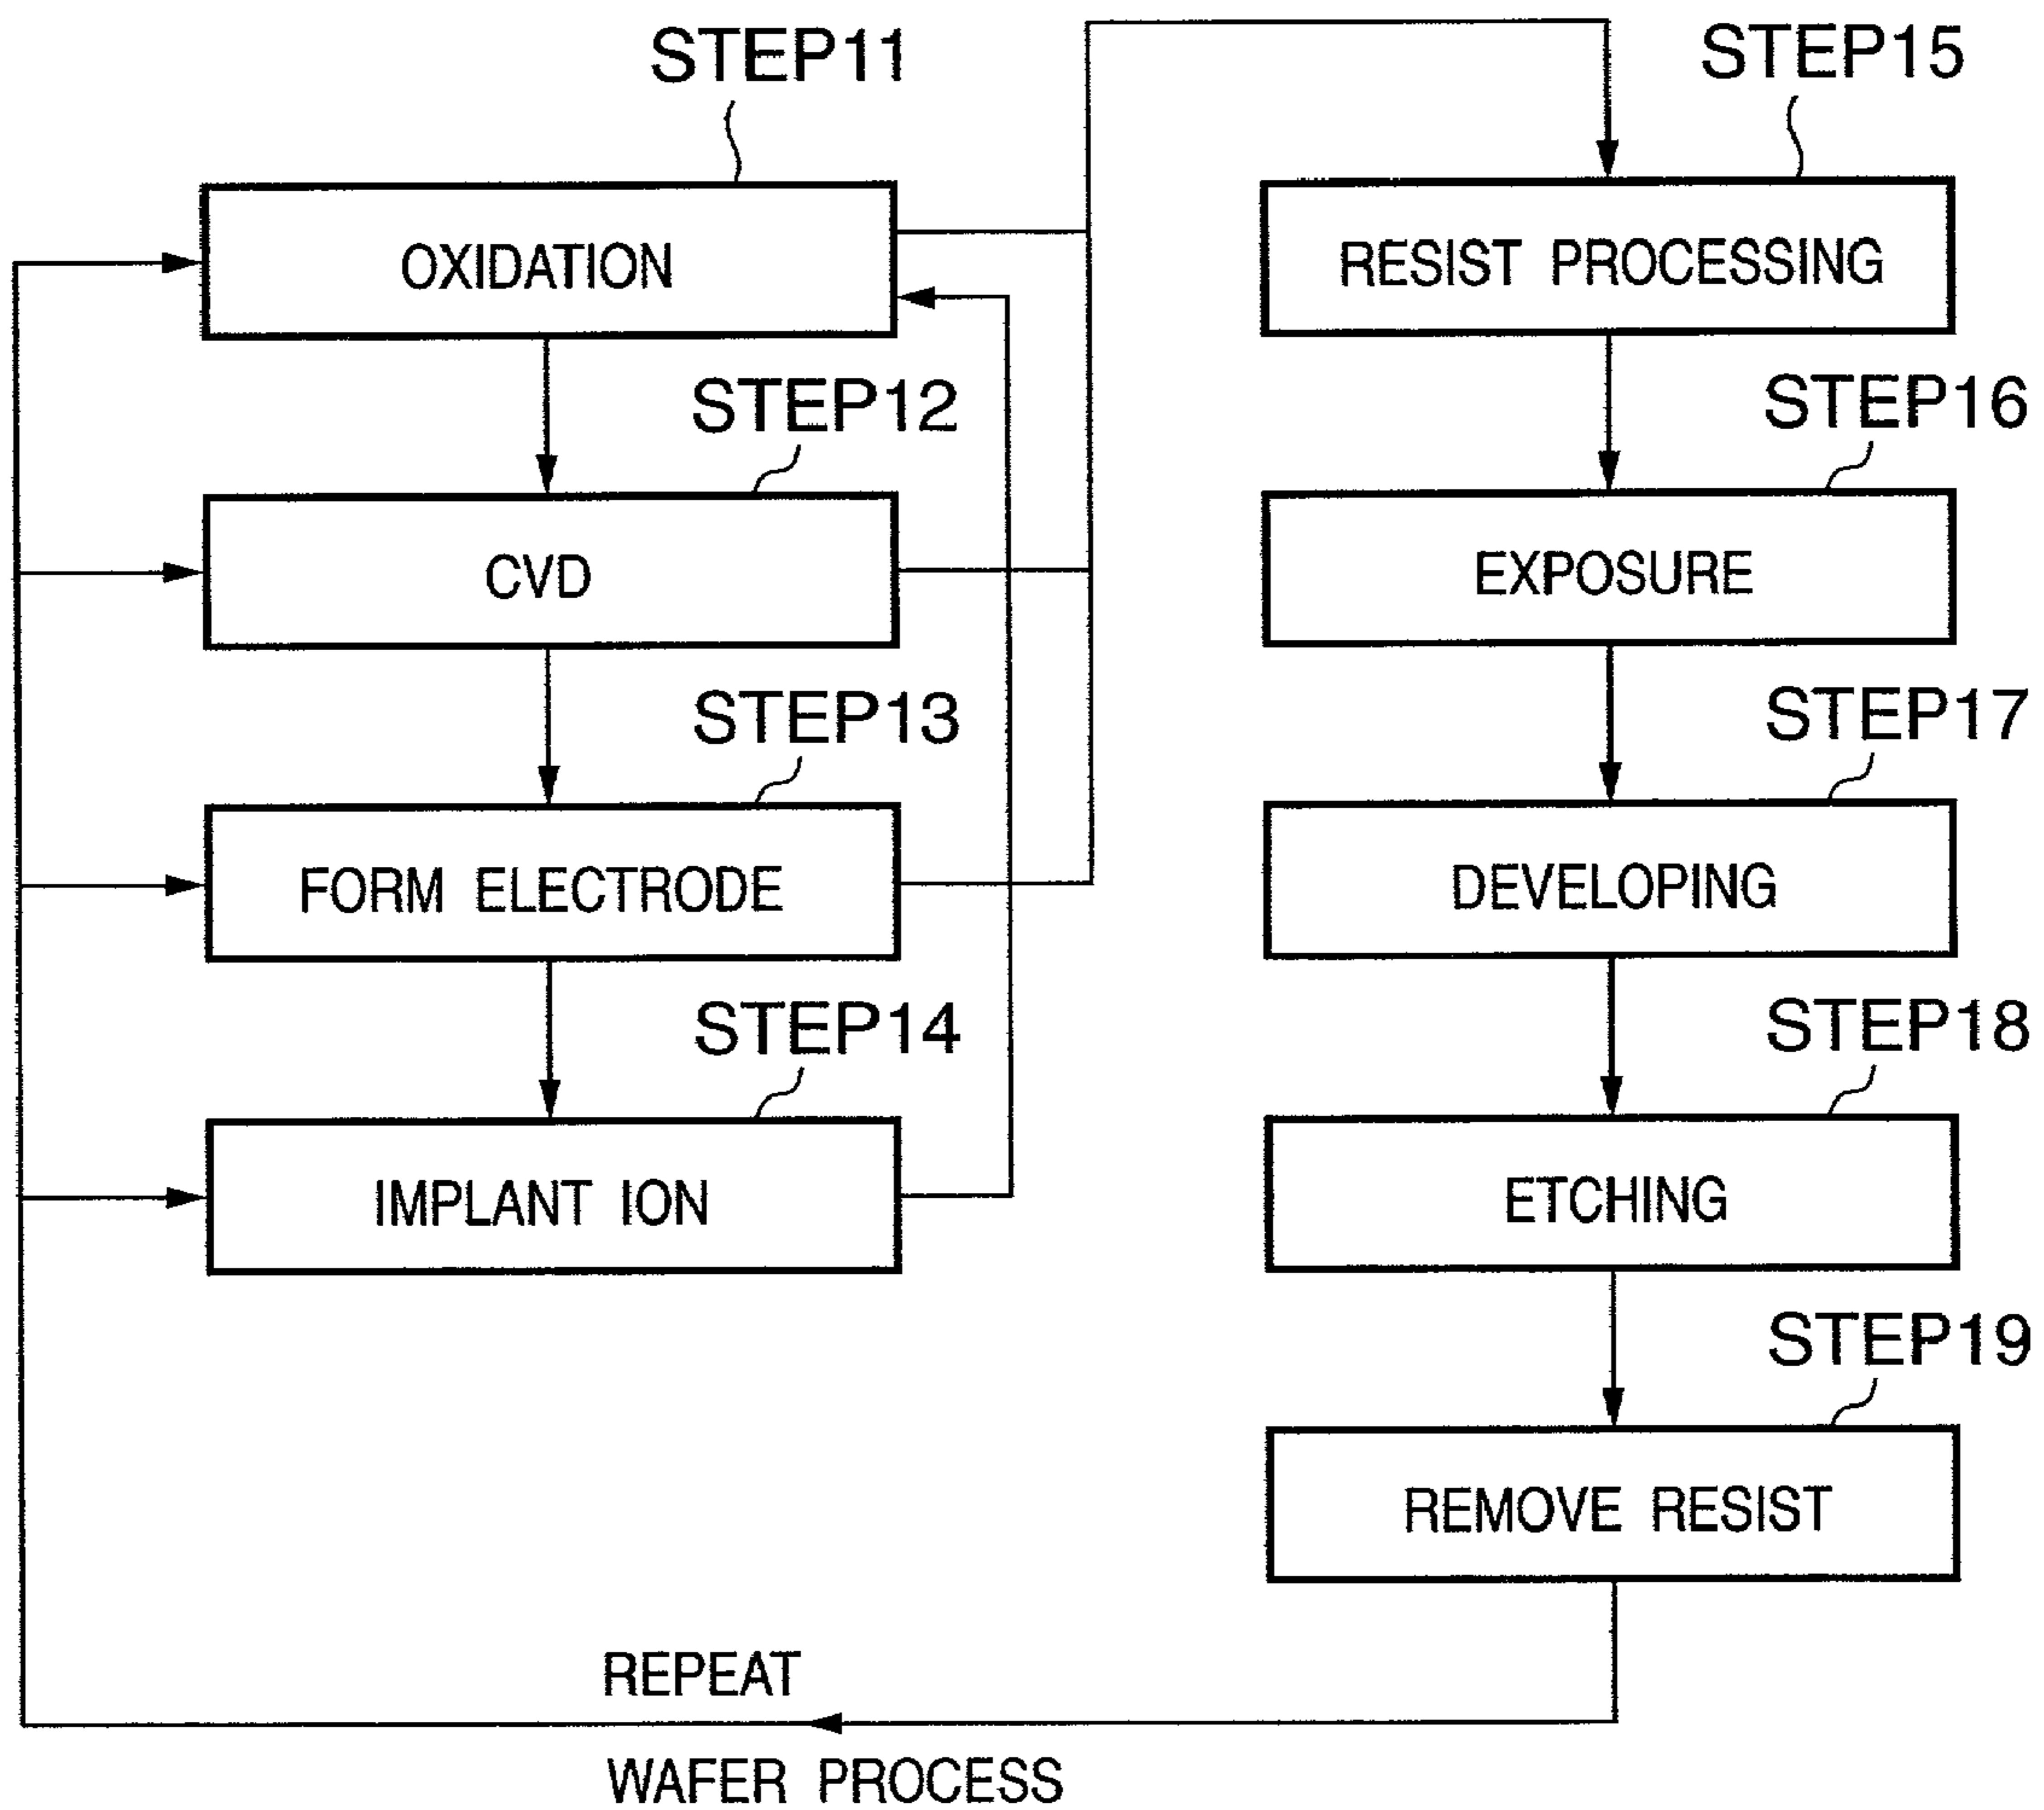 STEP11
OXIDATION
STEP12
CVD
STEP13
FORM ELECTRODE
STEP14
IMPLANT ION
STEP15
RESIST PROCESSING
STEP16
EXPOSURE
STEP17
DEVELOPING
STEP18
ETCHING
STEP19
REMOVE RESIST
REPEAT
WAFER PROCESS